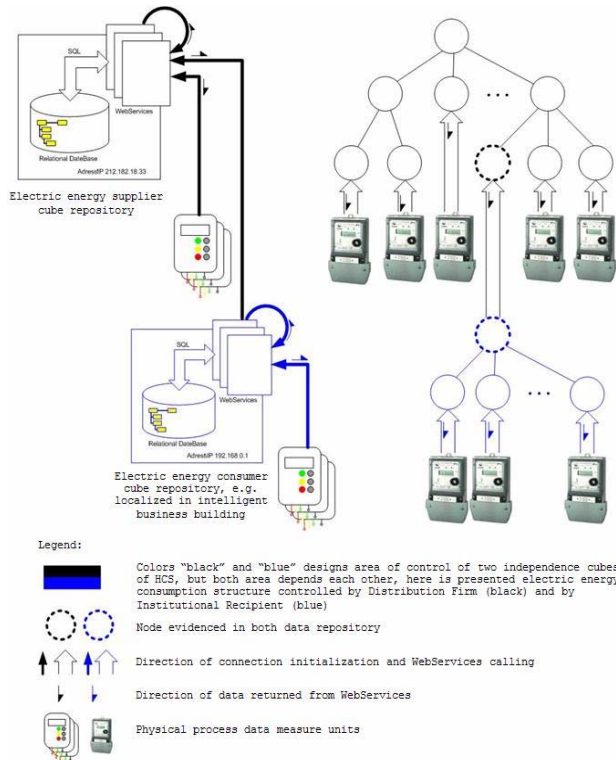 SQL
WebServices
Relational DateBase
AdressIP 212.182.18.33
Electric energy supplier
cube repository
SQL
WebServices
Relational DateBase
AdressIP 192.168.0.1
Electric energy consumer
cube repository, e.g.
localized in intelligent
business building
Legend:
Colors "black" and "blue" designs area of control of two independence cubes
of HCS, but both area depends each other, here is presented electric energy
consumption structure controlled by Distribution Firm (black) and by
Institutional Recipient (blue)
Node evidenced in both data repository
Direction of connection initialization and WebServices calling
Direction of data returned from WebServices
Physical process data measure units